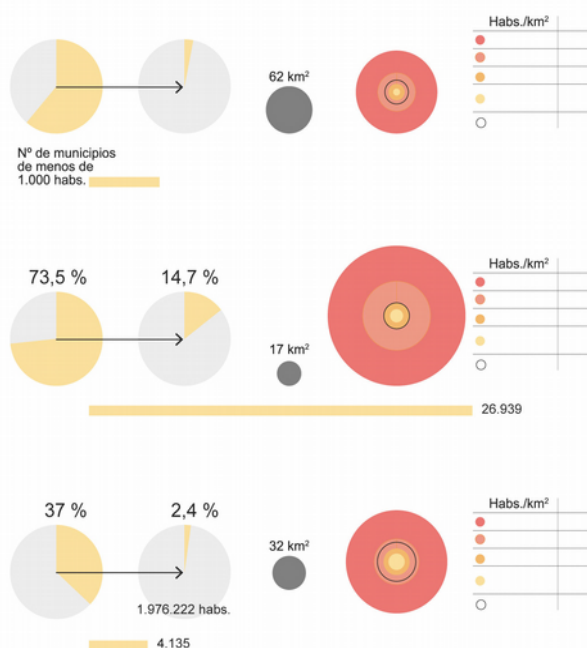 Habs./km²
62 km²
Nº de municipios
de menos de
1.000 habs.
Habs./km²
73,5 %
14,7 %
17 km²
26.939
Habs./km²
37 %
2,4 %
32 km²
1.976.222 habs.
4.135